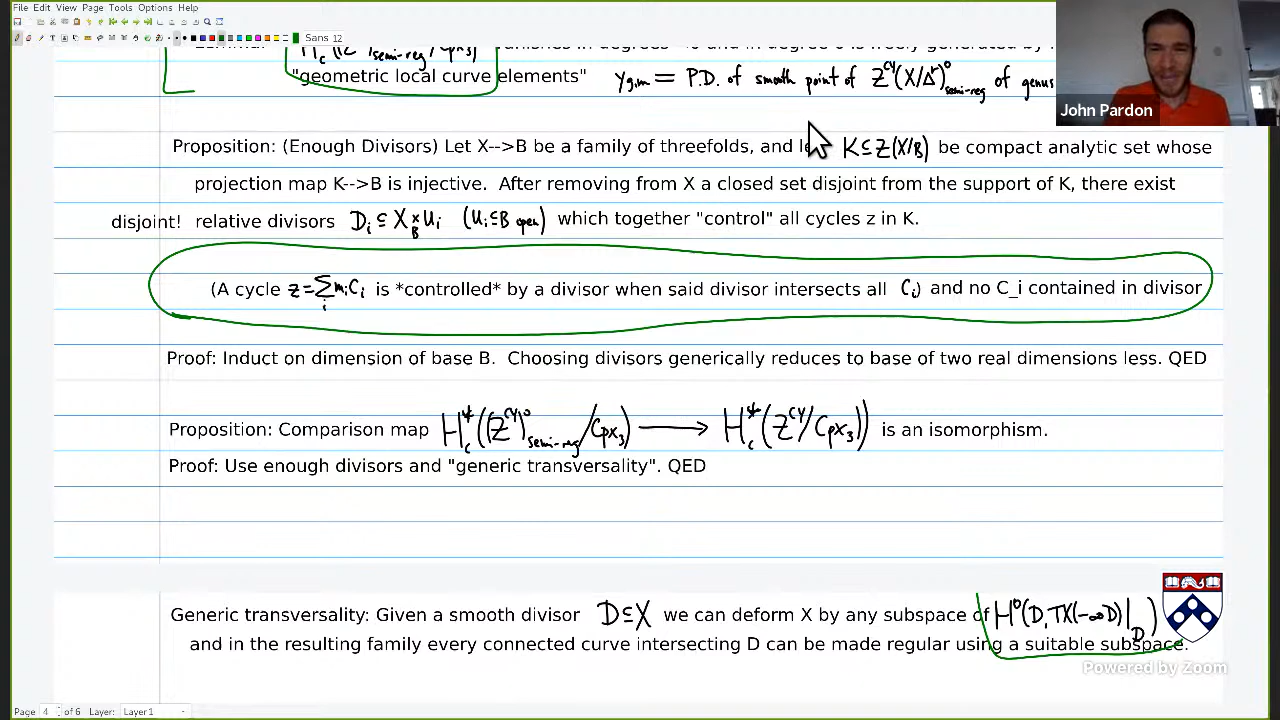 File Edit View Page Tools Options
Sans 12
"geometric local curve elements" y_{g,m} = P.D. of smooth point of Z^{CY}(X/Δ^r)^0_{semi-reg} of genus
John Pardon
Proposition: (Enough Divisors) Let X-->B be a family of threefolds, and K ⊆ Z(X/B) be compact analytic set whose
projection map K-->B is injective. After removing from X a closed set disjoint from the support of K, there exist
disjoint! relative divisors D_i ⊆ X ×_B U_i (U_i ⊆ B open) which together "control" all cycles z in K.
(A cycle z = Σ_i m_i C_i is *controlled* by a divisor when said divisor intersects all C_i) and no C_i contained in divisor
Proof: Induct on dimension of base B. Choosing divisors generically reduces to base of two real dimensions less. QED
Proposition: Comparison map H_c^*((Z^{CY})^0_{semi-reg}/Cpx_3) ⟶ H_c^*(Z^{CY}/Cpx_3)) is an isomorphism.
Proof: Use enough divisors and "generic transversality". QED
Generic transversality: Given a smooth divisor D ⊆ X we can deform X by any subspace of H^0(D, TX(-∞D)|_D)
and in the resulting family every connected curve intersecting D can be made regular using a suitable subspace.
Powered by Zoom
Page 4 of 6 Layer: Layer 1